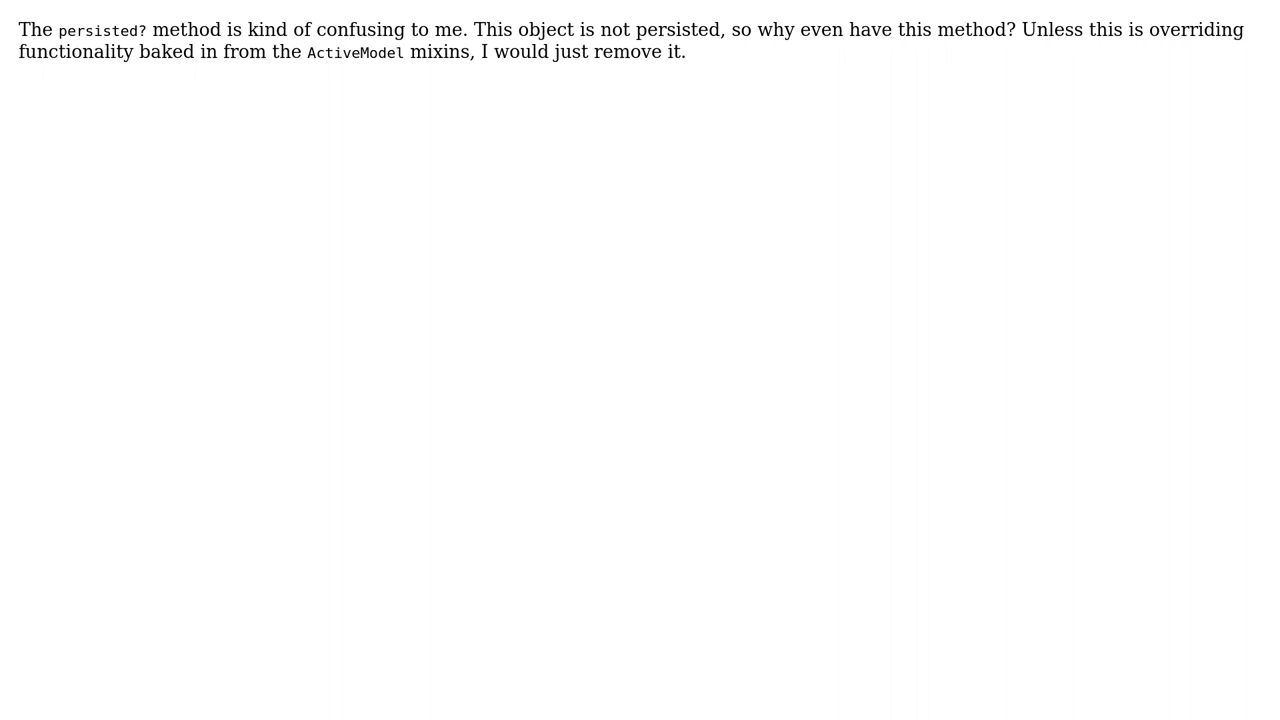 The persisted? method is kind of confusing to me. This object is not persisted, so why even have this method? Unless this is overriding
functionality baked in from the ActiveModel mixins, I would just remove it.